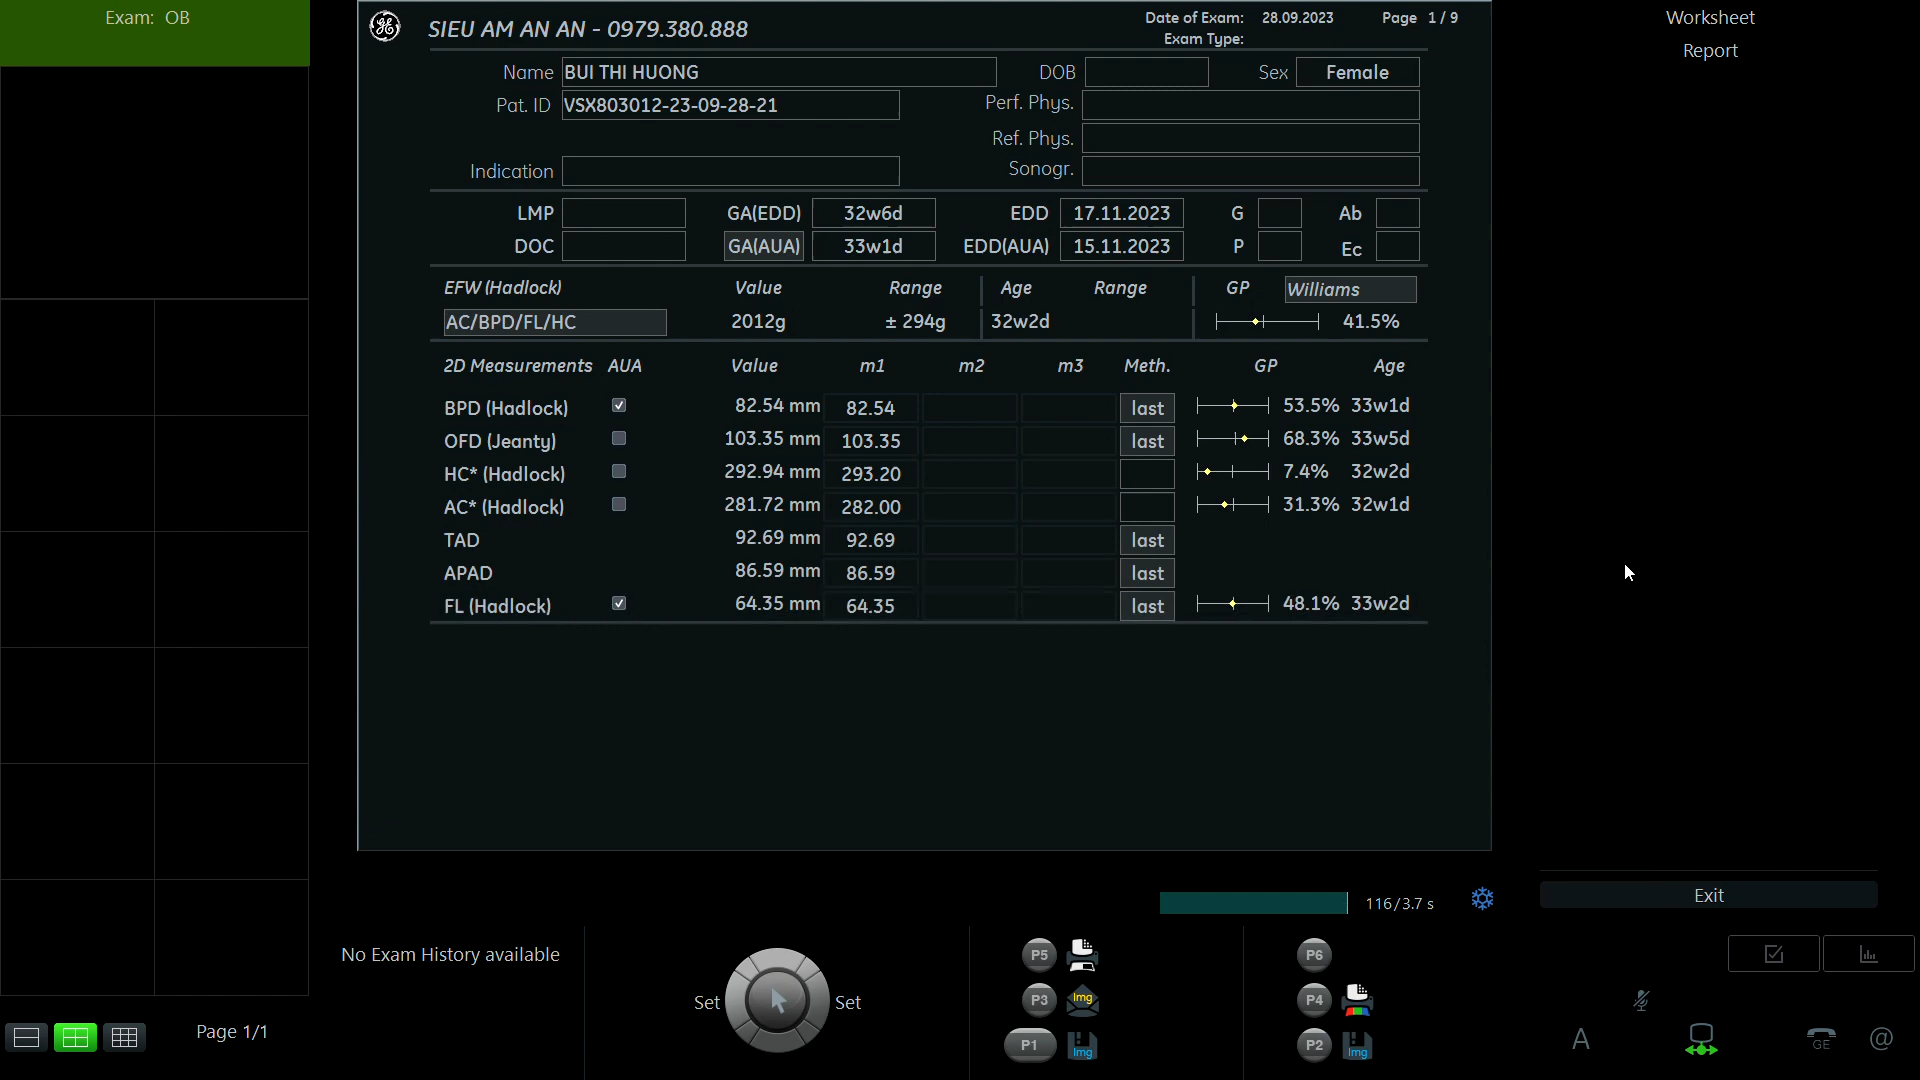 Exam: OB
SIEU AM AN AN - 0979.380.888
Date of Exam: 28.09.2023 Page 1 / 9
Exam Type:
Name BUI THI HUONG DOB Sex Female
Pat. ID VSX803012-23-09-28-21 Perf. Phys.
Ref. Phys.
Indication Sonogr.
LMP GA(EDD) 32w6d EDD 17.11.2023 G Ab
DOC GA(AUA) 33w1d EDD(AUA) 15.11.2023 P Ec
EFW (Hadlock) Value Range Age Range GP Williams
AC/BPD/FL/HC 2012g ± 294g 32w2d 41.5%
2D Measurements AUA Value m1 m2 m3 Meth. GP Age
BPD (Hadlock) 82.54 mm 82.54 last 53.5% 33w1d
OFD (Jeanty) 103.35 mm 103.35 last 68.3% 33w5d
HC* (Hadlock) 292.94 mm 293.20 7.4% 32w2d
AC* (Hadlock) 281.72 mm 282.00 31.3% 32w1d
TAD 92.69 mm 92.69 last
APAD 86.59 mm 86.59 last
FL (Hadlock) 64.35 mm 64.35 last 48.1% 33w2d
Worksheet
Report
116/3.7 s
Exit
No Exam History available
Set Set
P5
P3 Img
P1 Img
P6
P4
P2 Img
Page 1/1
A GE @